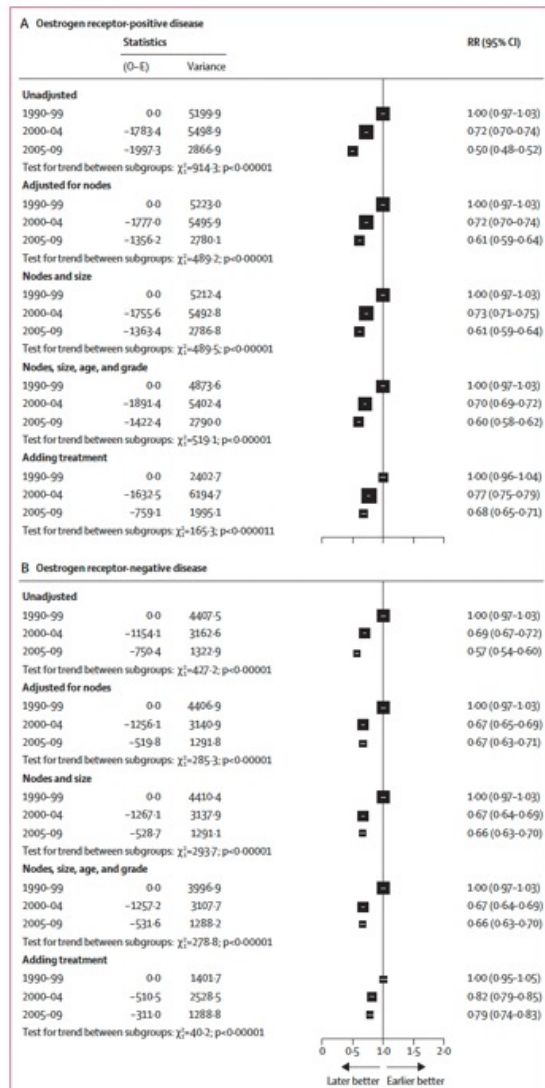 A Oestrogen receptor-positive disease
Statistics RR (95% CI)
(O–E) Variance
Unadjusted
1990–99 0·0 5199·9 1·00 (0·97–1·03)
2000–04 –1783·4 5498·9 0·72 (0·70–0·74)
2005–09 –1997·3 2866·9 0·50 (0·48–0·52)
Test for trend between subgroups: χ²₁=914·3; p<0·00001
Adjusted for nodes
1990–99 0·0 5223·0 1·00 (0·97–1·03)
2000–04 –1777·0 5495·9 0·72 (0·70–0·74)
2005–09 –1356·2 2780·1 0·61 (0·59–0·64)
Test for trend between subgroups: χ²₁=489·2; p<0·00001
Nodes and size
1990–99 0·0 5212·4 1·00 (0·97–1·03)
2000–04 –1755·6 5492·8 0·73 (0·71–0·75)
2005–09 –1363·4 2786·8 0·61 (0·59–0·64)
Test for trend between subgroups: χ²₁=489·5; p<0·00001
Nodes, size, age, and grade
1990–99 0·0 4873·6 1·00 (0·97–1·03)
2000–04 –1891·4 5402·4 0·70 (0·69–0·72)
2005–09 –1422·4 2790·0 0·60 (0·58–0·62)
Test for trend between subgroups: χ²₁=519·1; p<0·00001
Adding treatment
1990–99 0·0 2402·7 1·00 (0·96–1·04)
2000–04 –1632·5 6194·7 0·77 (0·75–0·79)
2005–09 –759·1 1995·1 0·68 (0·65–0·71)
Test for trend between subgroups: χ²₁=165·3; p<0·000011
B Oestrogen receptor-negative disease
Unadjusted
1990–99 0·0 4407·5 1·00 (0·97–1·03)
2000–04 –1154·1 3162·6 0·69 (0·67–0·72)
2005–09 –750·4 1322·9 0·57 (0·54–0·60)
Test for trend between subgroups: χ²₁=427·2; p<0·00001
Adjusted for nodes
1990–99 0·0 4406·9 1·00 (0·97–1·03)
2000–04 –1256·1 3140·9 0·67 (0·65–0·69)
2005–09 –519·8 1291·8 0·67 (0·63–0·71)
Test for trend between subgroups: χ²₁=285·3; p<0·00001
Nodes and size
1990–99 0·0 4410·4 1·00 (0·97–1·03)
2000–04 –1267·1 3137·9 0·67 (0·64–0·69)
2005–09 –528·7 1291·1 0·66 (0·63–0·70)
Test for trend between subgroups: χ²₁=293·7; p<0·00001
Nodes, size, age, and grade
1990–99 0·0 3996·9 1·00 (0·97–1·03)
2000–04 –1257·2 3107·7 0·67 (0·64–0·69)
2005–09 –531·6 1288·2 0·66 (0·63–0·70)
Test for trend between subgroups: χ²₁=278·8; p<0·00001
Adding treatment
1990–99 0·0 1401·7 1·00 (0·95–1·05)
2000–04 –510·5 2528·5 0·82 (0·79–0·85)
2005–09 –311·0 1288·8 0·79 (0·74–0·83)
Test for trend between subgroups: χ²₁=40·2; p<0·00001
0 0·5 1·0 1·5 2·0
Later better Earlier better